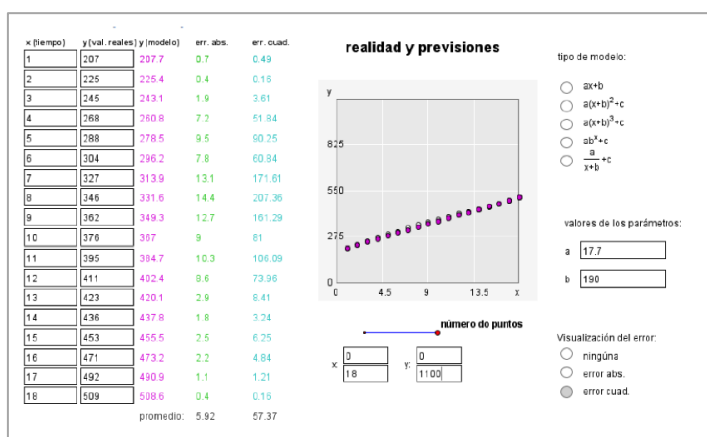 x (tiempo) y (val. reales) y (modelo) err. abs. err. cuad.
1 207 207.7 0.7 0.49
2 225 225.4 0.4 0.16
3 245 243.1 1.9 3.61
4 268 260.8 7.2 51.84
5 288 278.5 9.5 90.25
6 304 296.2 7.8 60.84
7 327 313.9 13.1 171.61
8 346 331.6 14.4 207.36
9 362 349.3 12.7 161.29
10 376 367 9 81
11 395 384.7 10.3 106.09
12 411 402.4 8.6 73.96
13 423 420.1 2.9 8.41
14 436 437.8 1.8 3.24
15 453 455.5 2.5 6.25
16 471 473.2 2.2 4.84
17 492 490.9 1.1 1.21
18 509 508.6 0.4 0.16
promedio: 5.92 57.37
realidad y previsiones
y
825
550
275
0
0 4.5 9 13.5 x
número do puntos
x: 0 y: 0
18 1100
tipo de modelo:
ax+b
a(x+b)²+c
a(x+b)³+c
abˣ+c
a
x+b +c
valores de los parámetros:
a 17.7
b 190
Visualización del error:
ningúna
error abs.
error cuad.